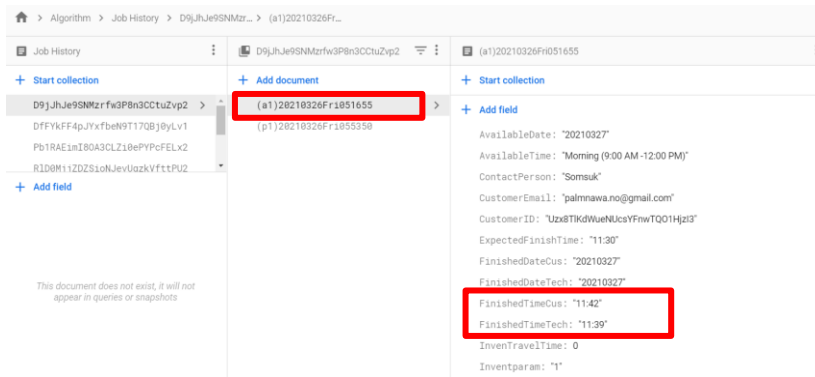 Algorithm > Job History > D9jJhJe9SNMzr... > (a1)20210326Fr...
Job History
+ Start collection
D9jJhJe9SNMzrfw3P8n3CCtuZvp2 >
DfFYkFF4pJYxfbeN9T17QBj0yLv1
Pb1RAEimI8OA3CLZi0ePYPcFELx2
R1D0MjjZDZSioNJevUqzkVfttPU2
+ Add field
This document does not exist, it will not
appear in queries or snapshots
D9jJhJe9SNMzrfw3P8n3CCtuZvp2
+ Add document
(a1)20210326Fri051655 >
(p1)20210326Fri055350
(a1)20210326Fri051655
+ Start collection
+ Add field
AvailableDate: "20210327"
AvailableTime: "Morning (9:00 AM -12:00 PM)"
ContactPerson: "Somsuk"
CustomerEmail: "palmnawa.no@gmail.com"
CustomerID: "Uzx8TlKdWueNUcsYFnwTQO1HjzI3"
ExpectedFinishTime: "11:30"
FinishedDateCus: "20210327"
FinishedDateTech: "20210327"
FinishedTimeCus: "11:42"
FinishedTimeTech: "11:39"
InvenTravelTime: 0
Inventparam: "1"